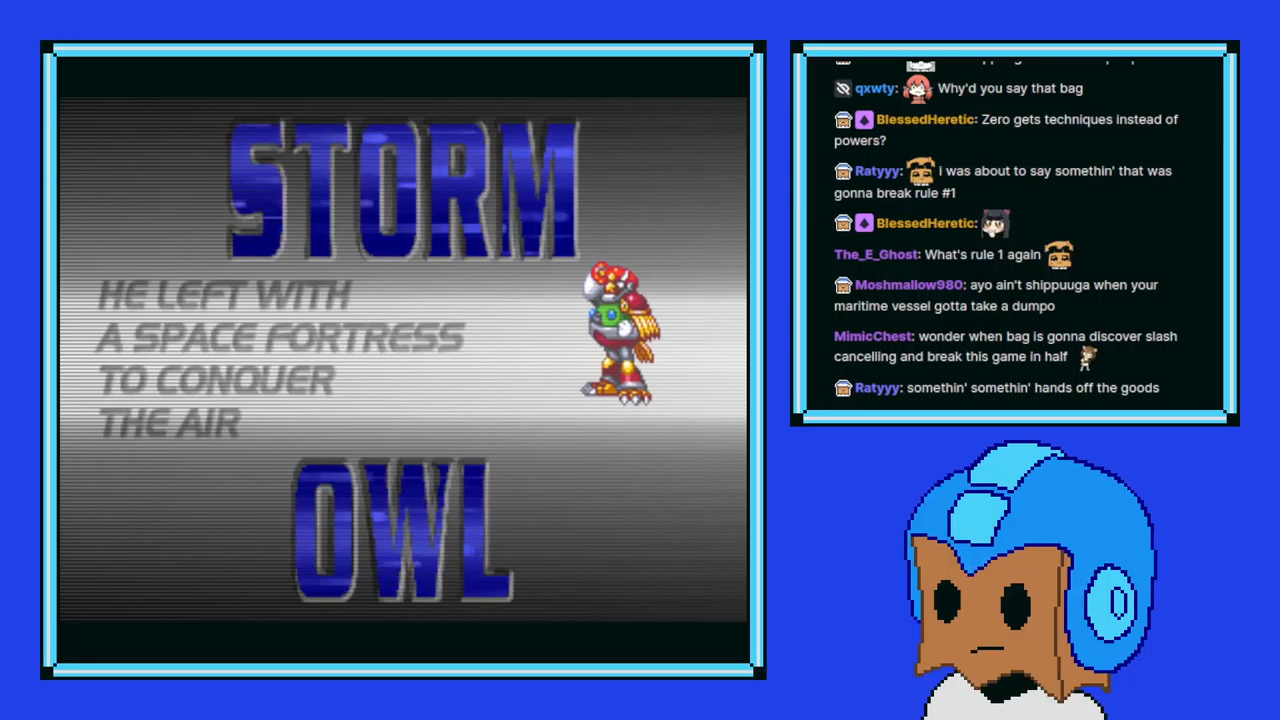 STORM
HE LEFT WITH
A SPACE FORTRESS
TO CONQUER
THE AIR
OWL
qxwty: Why'd you say that bag
BlessedHeretic: Zero gets techniques instead of
powers?
Ratyyy: i was about to say somethin' that was
gonna break rule #1
BlessedHeretic:
The_E_Ghost: What's rule 1 again
Moshmallow980: ayo ain't shippuuga when your
maritime vessel gotta take a dumpo
MimicChest: wonder when bag is gonna discover slash
cancelling and break this game in half
Ratyyy: somethin' somethin' hands off the goods